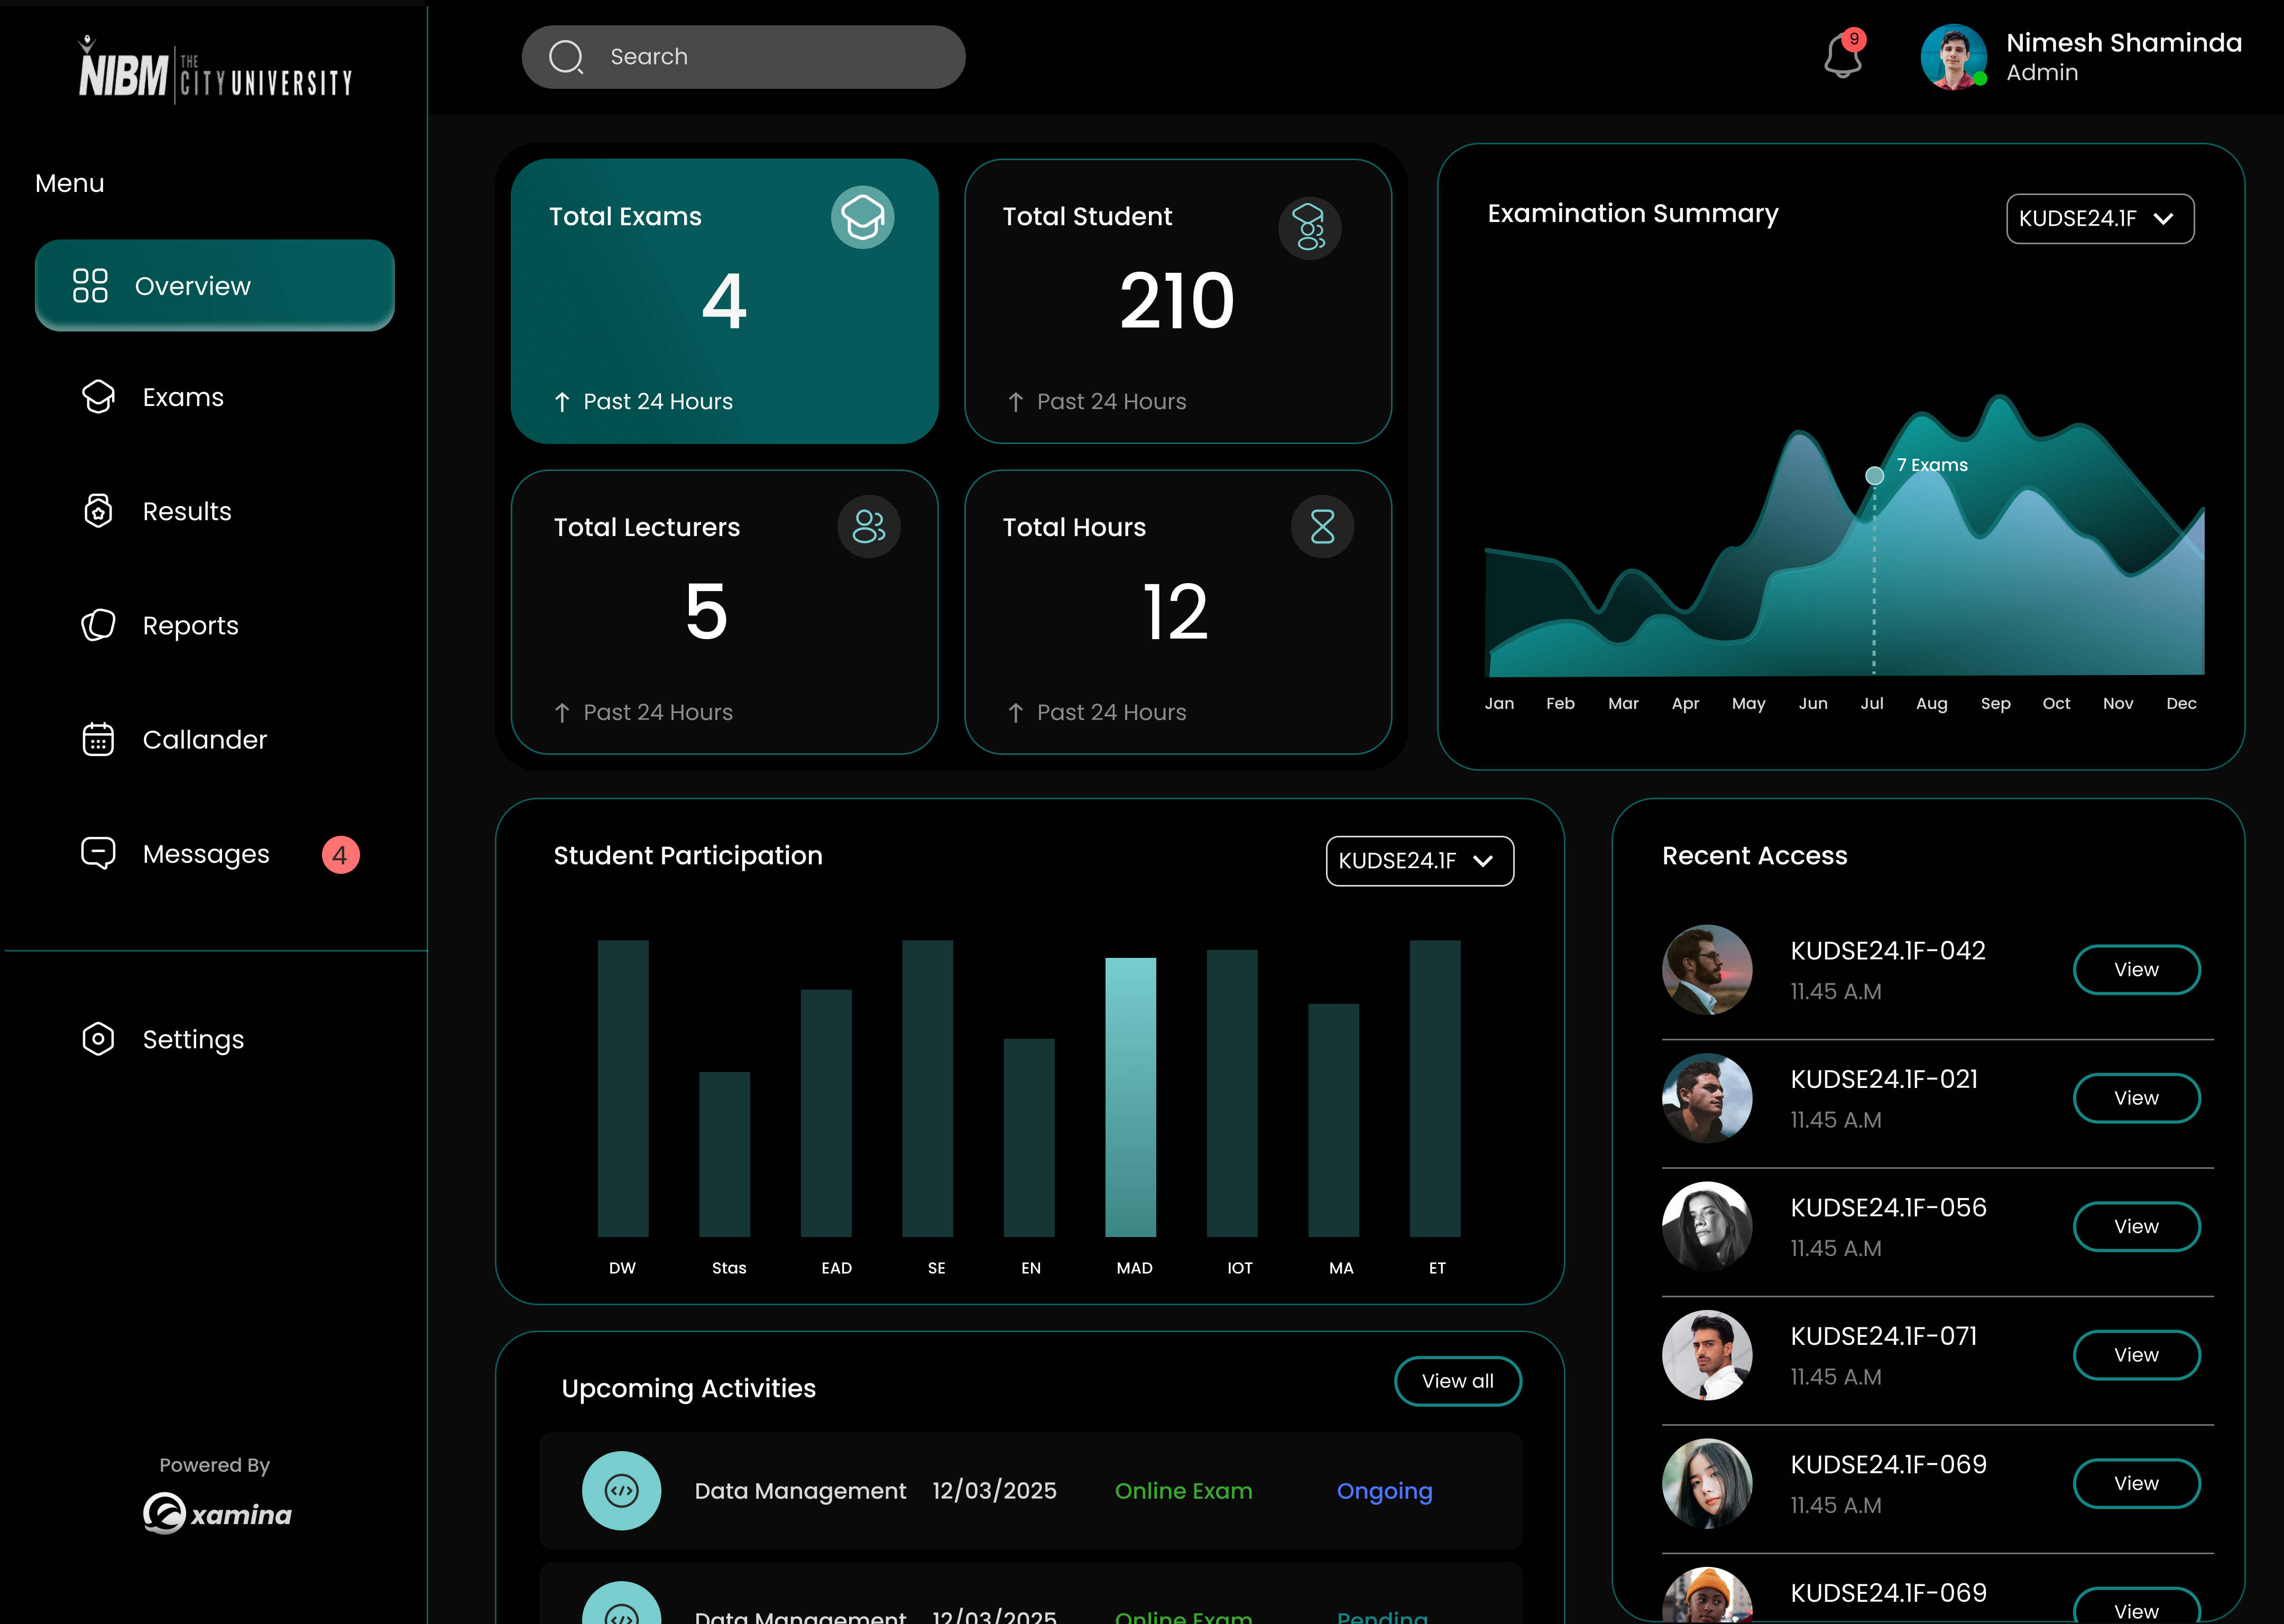 NIBM THE CITY UNIVERSITY
Search
9
Nimesh Shaminda
Admin
Menu
Overview
Exams
Results
Reports
Callander
Messages 4
Settings
Powered By
examina
Total Exams
4
Past 24 Hours
Total Student
210
Past 24 Hours
Total Lecturers
5
Past 24 Hours
Total Hours
12
Past 24 Hours
Examination Summary
KUDSE24.1F
7 Exams
Jan Feb Mar Apr May Jun Jul Aug Sep Oct Nov Dec
Student Participation
KUDSE24.1F
DW Stas EAD SE EN MAD IOT MA ET
Upcoming Activities
View all
Data Management 12/03/2025 Online Exam Ongoing
Data Management 12/03/2025 Online Exam Pending
Recent Access
KUDSE24.1F-042
11.45 A.M
View
KUDSE24.1F-021
11.45 A.M
View
KUDSE24.1F-056
11.45 A.M
View
KUDSE24.1F-071
11.45 A.M
View
KUDSE24.1F-069
11.45 A.M
View
KUDSE24.1F-069
View